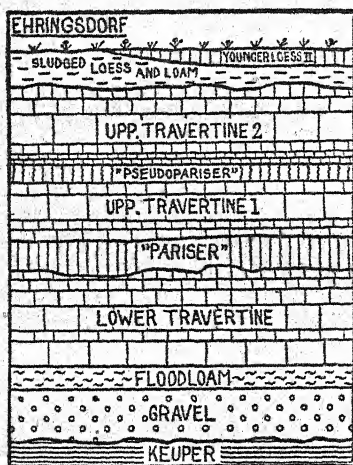 EHRINGSDORF
YOUNGER LOESS II
SLUDGED LOESS AND LOAM
UPP. TRAVERTINE 2
"PSEUDOPARISER"
UPP. TRAVERTINE 1
"PARISER"
LOWER TRAVERTINE
FLOODLOAM
GRAVEL
KEUPER